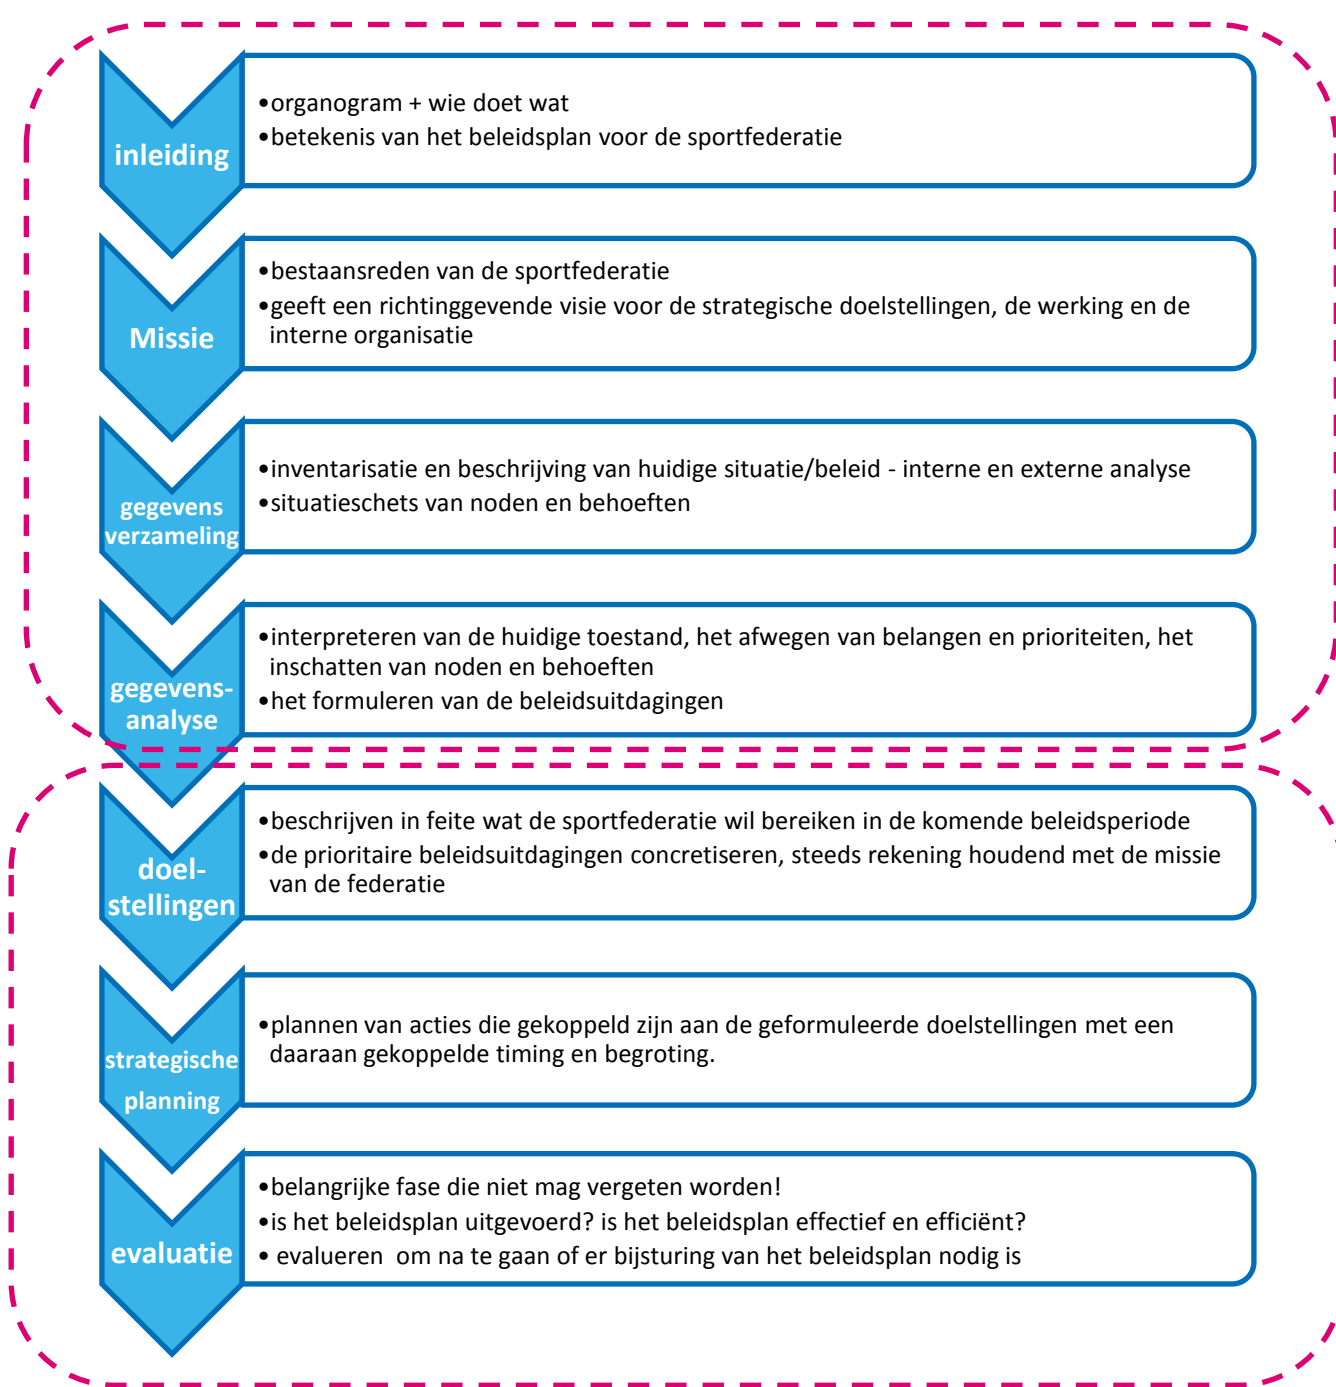 inleiding
•organogram + wie doet wat
•betekenis van het beleidsplan voor de sportfederatie
Missie
•bestaansreden van de sportfederatie
•geeft een richtinggevende visie voor de strategische doelstellingen, de werking en de
interne organisatie
gegevens
verzameling
•inventarisatie en beschrijving van huidige situatie/beleid - interne en externe analyse
•situatieschets van noden en behoeften
gegevens-
analyse
•interpreteren van de huidige toestand, het afwegen van belangen en prioriteiten, het
inschatten van noden en behoeften
•het formuleren van de beleidsuitdagingen
doel-
stellingen
•beschrijven in feite wat de sportfederatie wil bereiken in de komende beleidsperiode
•de prioritaire beleidsuitdagingen concretiseren, steeds rekening houdend met de missie
van de federatie
strategische
planning
•plannen van acties die gekoppeld zijn aan de geformuleerde doelstellingen met een
daaraan gekoppelde timing en begroting.
evaluatie
•belangrijke fase die niet mag vergeten worden!
•is het beleidsplan uitgevoerd? is het beleidsplan effectief en efficiënt?
• evalueren  om na te gaan of er bijsturing van het beleidsplan nodig is